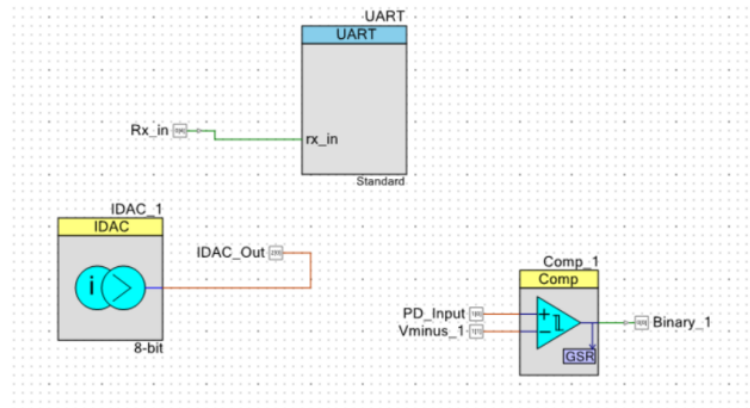 UART
UART
Rx_in
rx_in
Standard
IDAC_1
IDAC
IDAC_Out
i
8-bit
Comp_1
Comp
PD_Input
Vminus_1
Binary_1
GSR